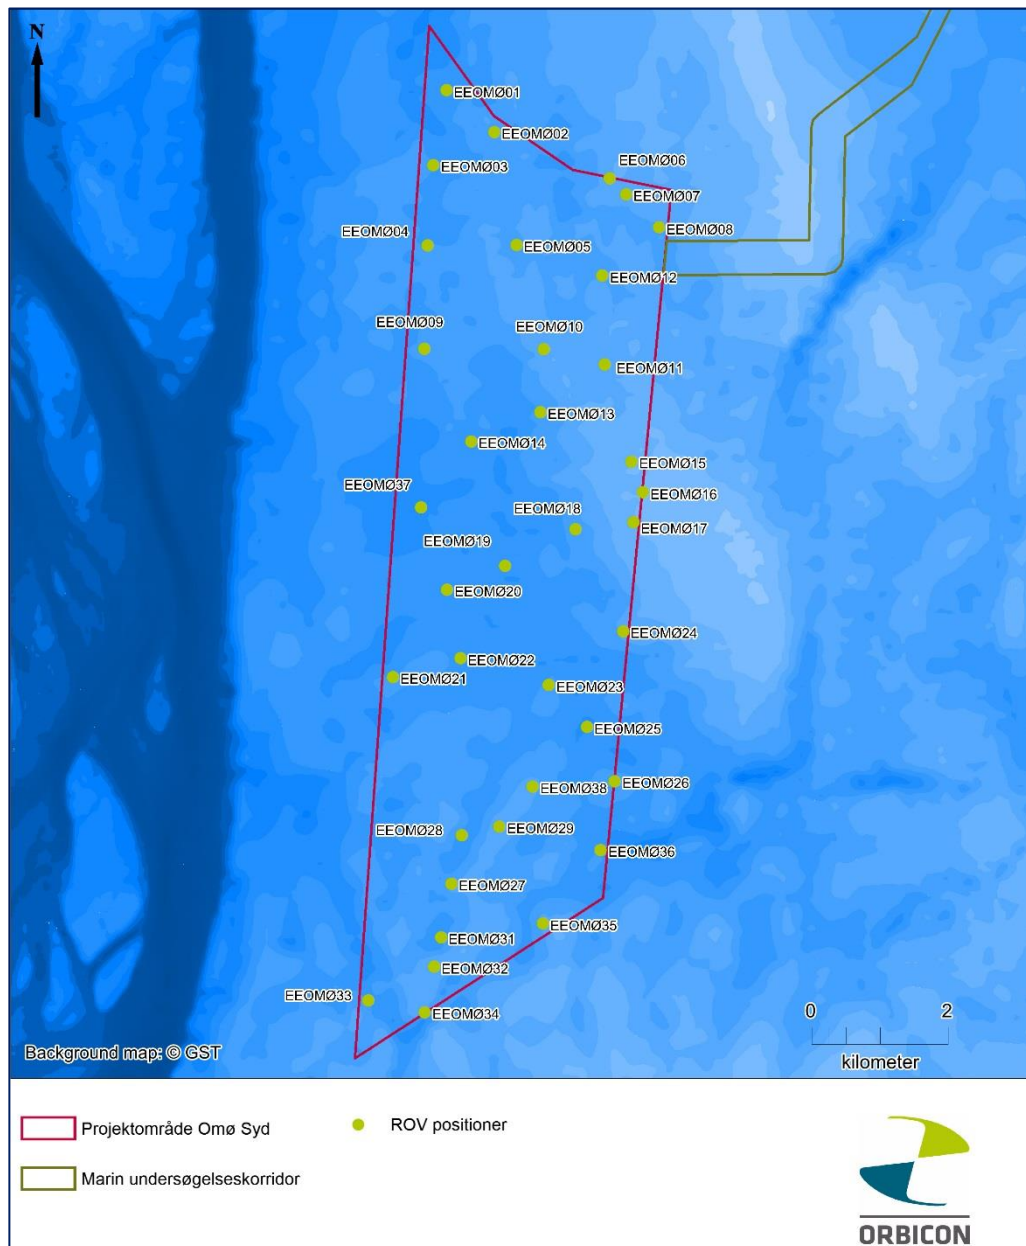 N
EEOMØ01
EEOMØ02
EEOMØ03
EEOMØ06
EEOMØ07
EEOMØ04
EEOMØ08
EEOMØ05
EEOMØ12
EEOMØ09
EEOMØ10
EEOMØ11
EEOMØ13
EEOMØ14
EEOMØ15
EEOMØ37
EEOMØ16
EEOMØ18
EEOMØ17
EEOMØ19
EEOMØ20
EEOMØ24
EEOMØ22
EEOMØ21
EEOMØ23
EEOMØ25
EEOMØ38
EEOMØ26
EEOMØ28
EEOMØ29
EEOMØ36
EEOMØ27
EEOMØ35
EEOMØ31
EEOMØ32
EEOMØ33
EEOMØ34
0 2
kilometer
Background map: © GST
Projektområde Omø Syd
ROV positioner
Marin undersøgelseskorridor
ORBICON